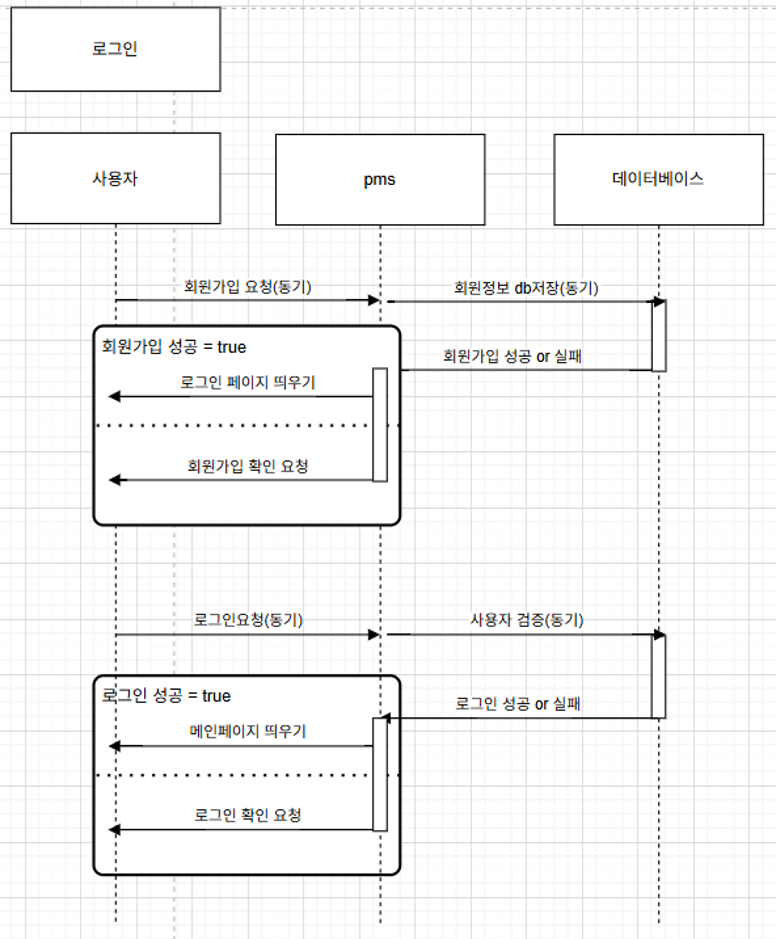 로그인
사용자
pms
데이터베이스
회원가입 요청(동기)
회원정보 db저장(동기)
회원가입 성공 = true
회원가입 성공 or 실패
로그인 페이지 띄우기
회원가입 확인 요청
로그인요청(동기)
사용자 검증(동기)
로그인 성공 = true
로그인 성공 or 실패
메인페이지 띄우기
로그인 확인 요청